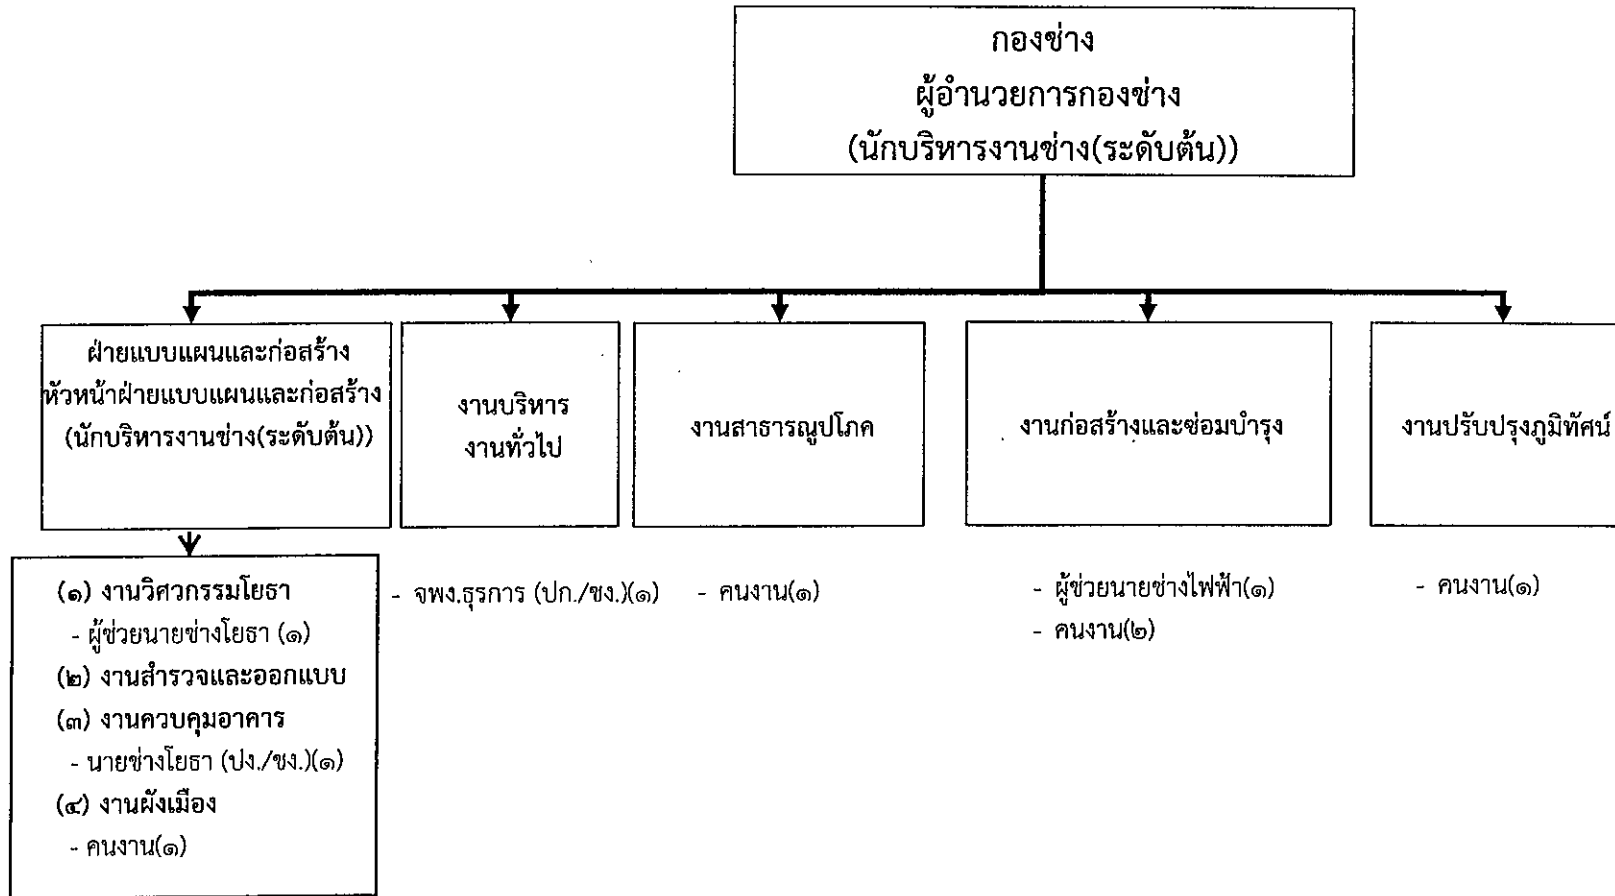 กองช่าง
ผู้อำนวยการกองช่าง
(นักบริหารงานช่าง(ระดับต้น))
ฝ่ายแบบแผนและก่อสร้าง
หัวหน้าฝ่ายแบบแผนและก่อสร้าง
(นักบริหารงานช่าง(ระดับต้น))
งานบริหาร
งานทั่วไป
งานสาธารณูปโภค
งานก่อสร้างและซ่อมบำรุง
งานปรับปรุงภูมิทัศน์
(๑) งานวิศวกรรมโยธา
- ผู้ช่วยนายช่างโยธา (๑)
(๒) งานสำรวจและออกแบบ
(๓) งานควบคุมอาคาร
- นายช่างโยธา (ปง./ชง.)(๑)
(๔) งานผังเมือง
- คนงาน(๑)
- จพง.ธุรการ (ปก./ชง.)(๑)
- คนงาน(๑)
- ผู้ช่วยนายช่างไฟฟ้า(๑)
- คนงาน(๒)
- คนงาน(๑)